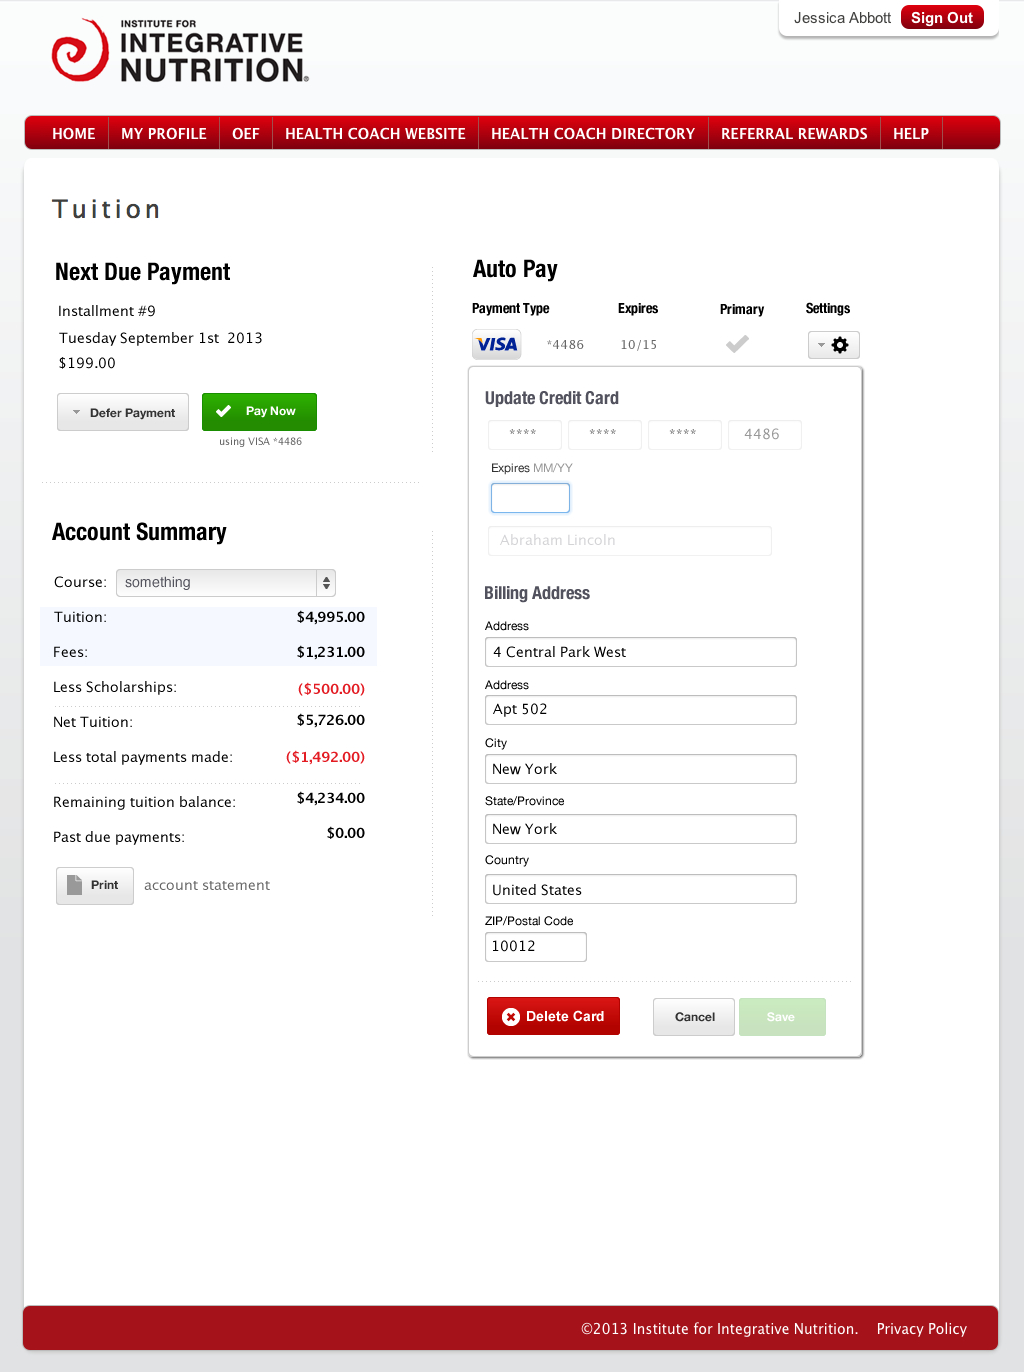 Jessica Abbott Sign Out
INSTITUTE FOR
INTEGRATIVE
NUTRITION®
HOME MY PROFILE OEF HEALTH COACH WEBSITE HEALTH COACH DIRECTORY REFERRAL REWARDS HELP
Tuition
Next Due Payment
Installment #9
Tuesday September 1st 2013
$199.00
Defer Payment Pay Now
using VISA *4486
Account Summary
Course: something
Tuition: $4,995.00
Fees: $1,231.00
Less Scholarships: ($500.00)
Net Tuition: $5,726.00
Less total payments made: ($1,492.00)
Remaining tuition balance: $4,234.00
Past due payments: $0.00
Print account statement
Auto Pay
Payment Type Expires Primary Settings
VISA *4486 10/15
Update Credit Card
**** **** **** 4486
Expires MM/YY
Abraham Lincoln
Billing Address
Address
4 Central Park West
Address
Apt 502
City
New York
State/Province
New York
Country
United States
ZIP/Postal Code
10012
Delete Card Cancel Save
©2013 Institute for Integrative Nutrition. Privacy Policy